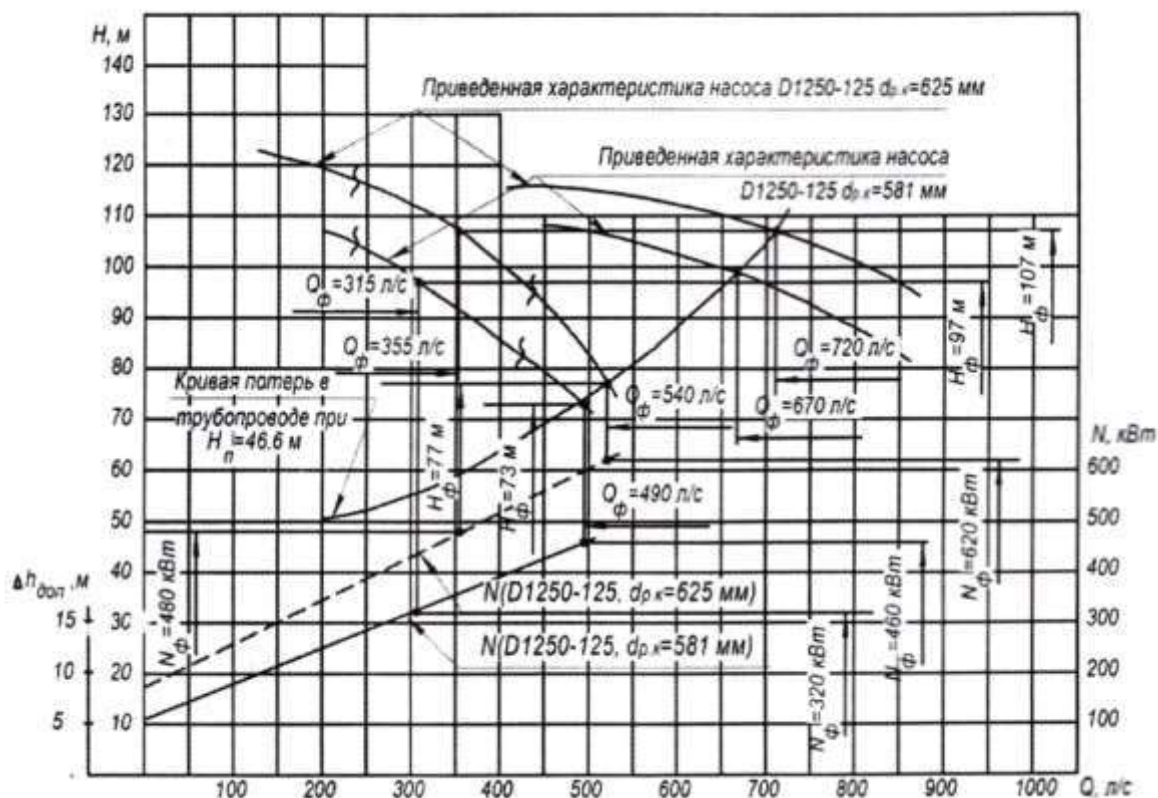 H, м
140
130
120
110
100
90
80
70
60
50
40
30
20
10
Приведенная характеристика насоса D1250-125 dр.к=625 мм
Приведенная характеристика насоса
D1250-125 dр.к=581 мм
Qф=315 л/с
Qф=355 л/с
Кривая потерь в
трубопроводе при
Hп=46.6 м
Hф=77 м
Hф=73 м
Qф=540 л/с
Qф=720 л/с
Qф=670 л/с
Qф=490 л/с
Hф=97 м
Hф=107 м
N, кВт
600
500
400
300
200
100
Nф=480 кВт
N(D1250-125, dр.к=625 мм)
N(D1250-125, dр.к=581 мм)
Nф=320 кВт
Nф=460 кВт
Nф=620 кВт
Δhдоп, м
15
10
5
100 200 300 400 500 600 700 800 900 1000 Q, л/с